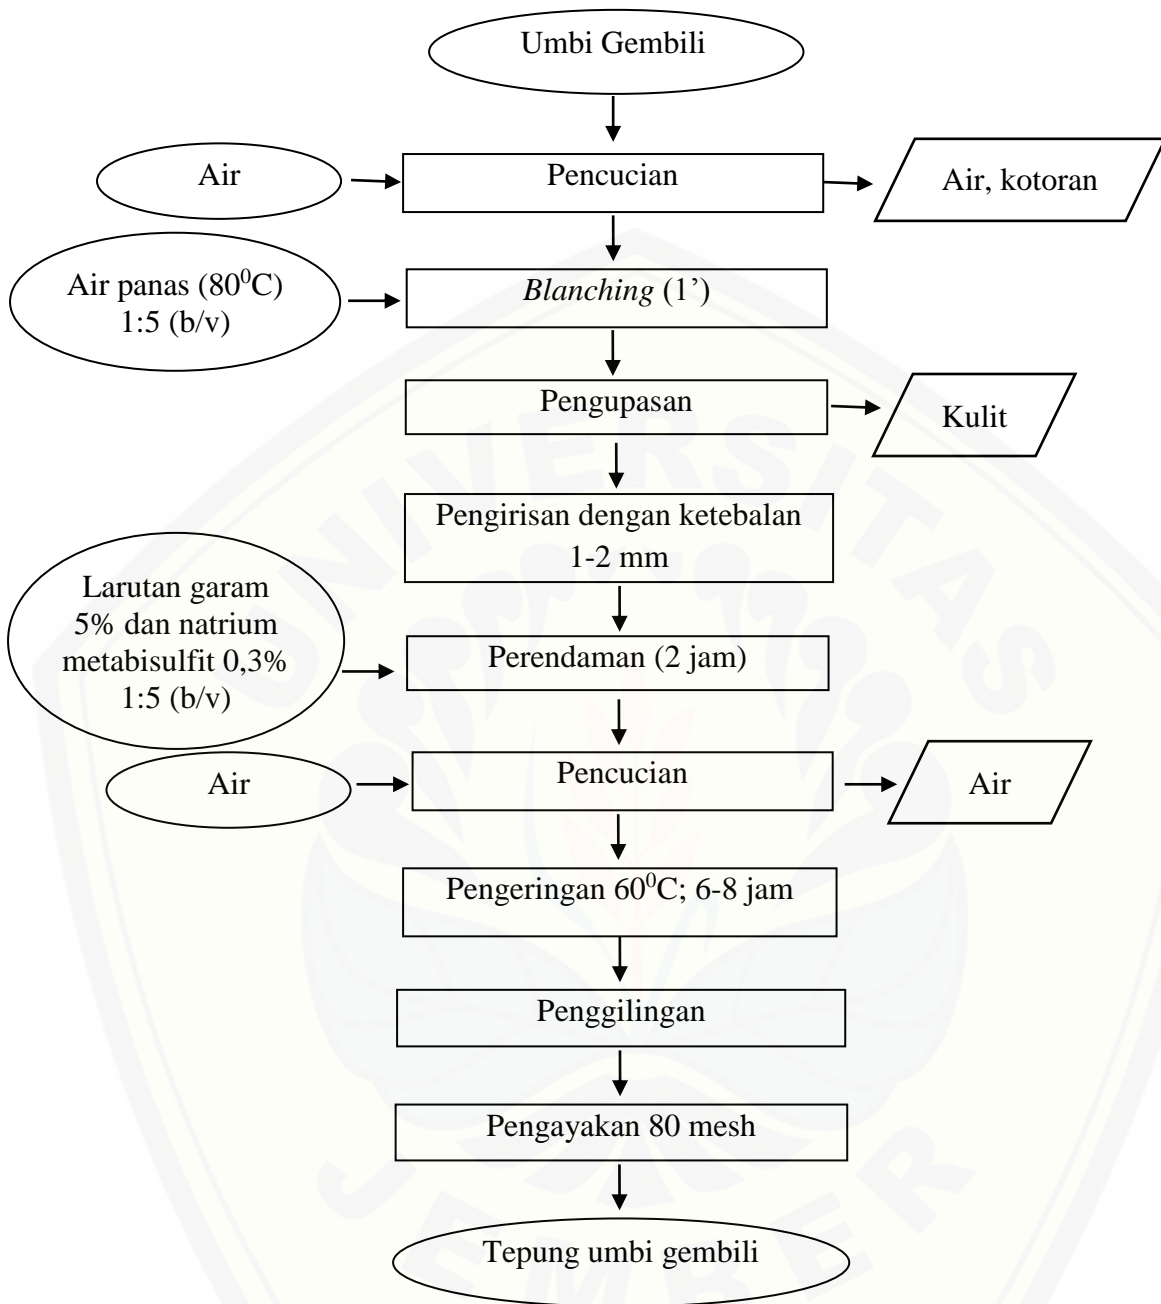 Umbi Gembili
Air
Pencucian
Air, kotoran
Air panas (80⁰C)
1:5 (b/v)
Blanching (1’)
Pengupasan
Kulit
Pengirisan dengan ketebalan
1-2 mm
Larutan garam
5% dan natrium
metabisulfit 0,3%
1:5 (b/v)
Perendaman (2 jam)
Air
Pencucian
Air
Pengeringan 60⁰C; 6-8 jam
Penggilingan
Pengayakan 80 mesh
Tepung umbi gembili
UNIVERSITAS
JEMBER